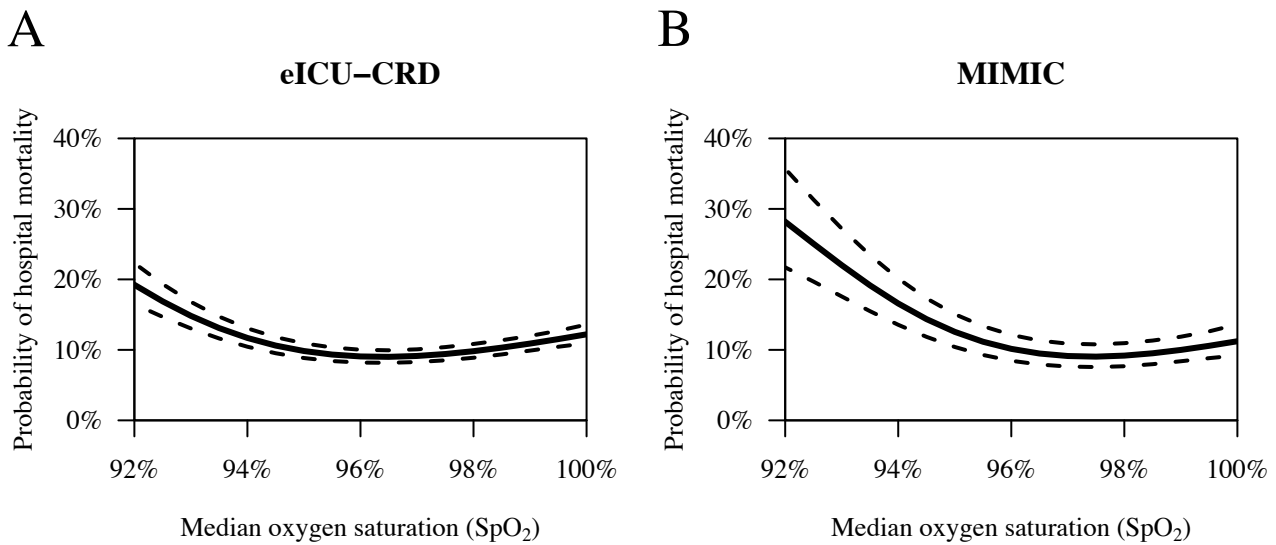 A
eICU−CRD
Probability of hospital mortality
40%
30%
20%
10%
0%
92%
94%
96%
98%
100%
Median oxygen saturation (SpO₂)
B
MIMIC
Probability of hospital mortality
40%
30%
20%
10%
0%
92%
94%
96%
98%
100%
Median oxygen saturation (SpO₂)